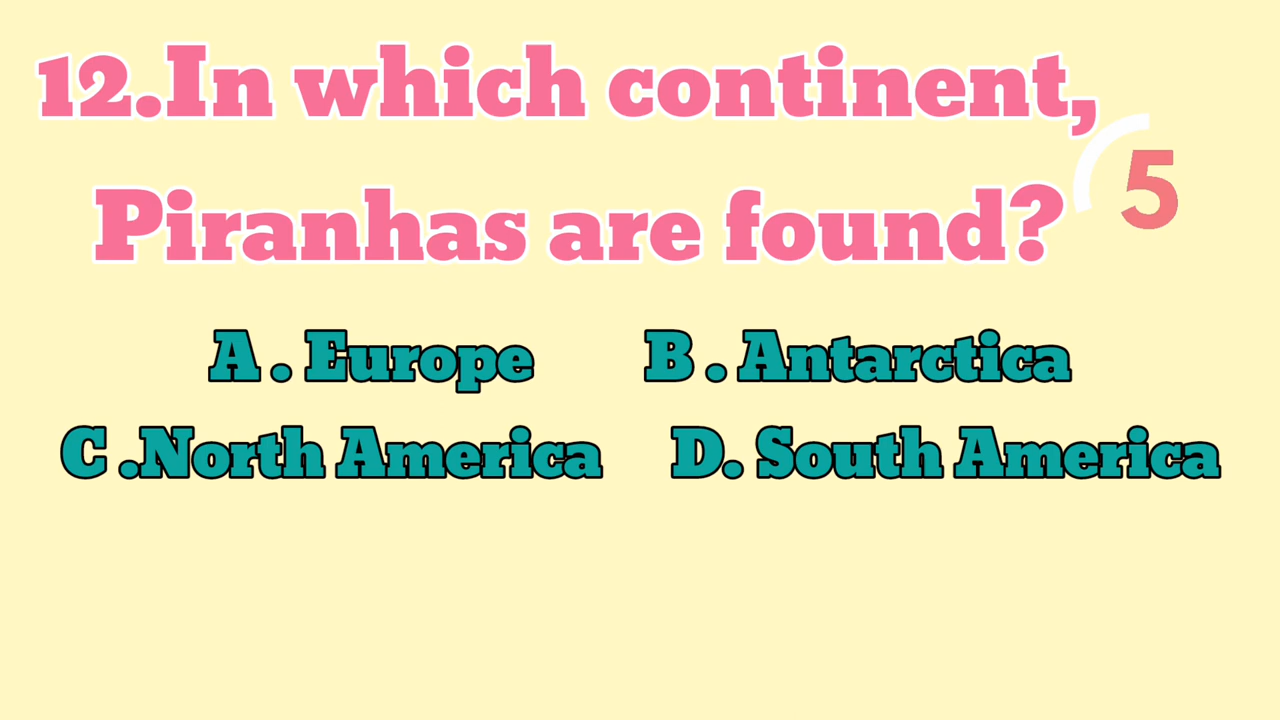 12.In which continent,
5
Piranhas are found?
A . Europe
B . Antarctica
C .North America
D. South America